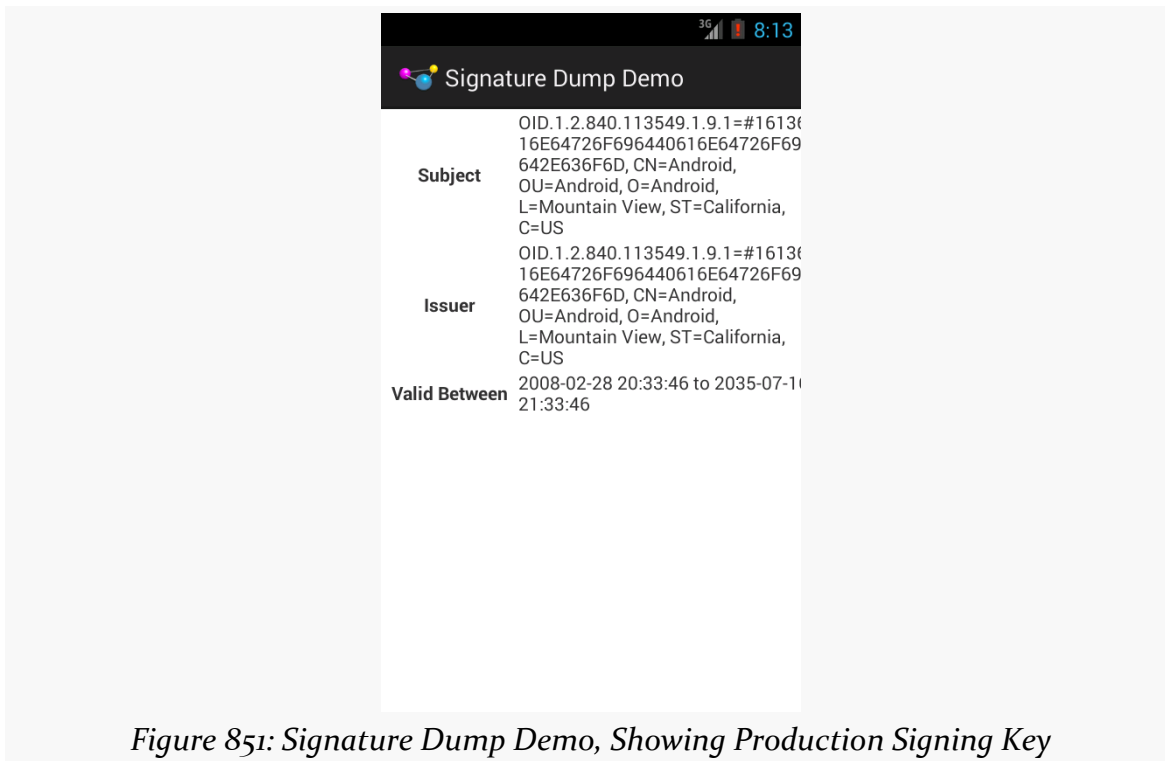 3G 8:13
Signature Dump Demo
OID.1.2.840.113549.1.9.1=#1613
16E64726F696440616E64726F69
Subject 642E636F6D, CN=Android,
OU=Android, O=Android,
L=Mountain View, ST=California,
C=US
OID.1.2.840.113549.1.9.1=#1613
16E64726F696440616E64726F69
Issuer 642E636F6D, CN=Android,
OU=Android, O=Android,
L=Mountain View, ST=California,
C=US
Valid Between 2008-02-28 20:33:46 to 2035-07-1
21:33:46
Figure 851: Signature Dump Demo, Showing Production Signing Key